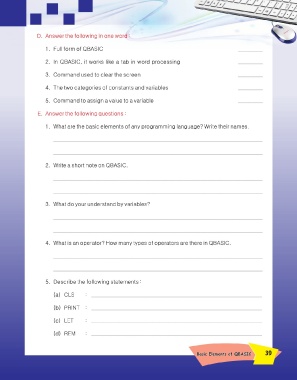 D. Answer the following in one word
1. Full form of QBASIC
2. In QBASIC, it works like a tab in word processing
3. Command used to clear the screen
4. The two categories of constants and variables
5. Command to assign a value to a variable
E. Answer the following questions :
1. What are the basic elements of any programming language? Write their names.
2. Write a short note on QBASIC.
3. What do your understand by variables?
4. What is an operator? How many types of operators are there in QBASIC.
5. Describe the following statements :
(a) CLS :
(b) PRINT :
(c) LET :
(d) REM :
Basic Elements of QBASIC 39